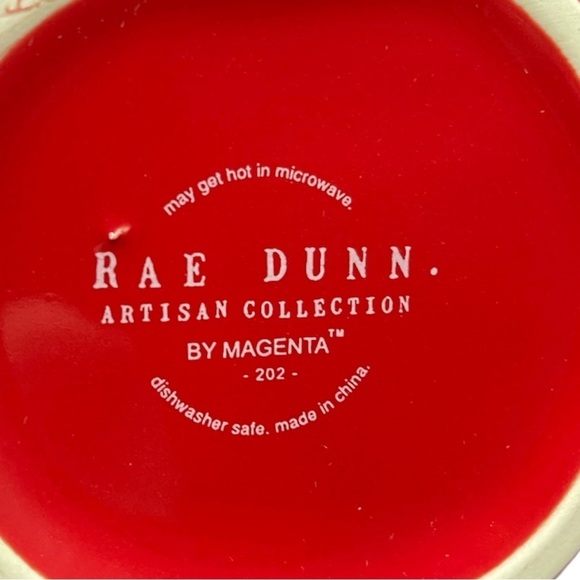 may get hot in microwave.
RAE DUNN.
ARTISAN COLLECTION
BY MAGENTA™
- 202 -
dishwasher safe. made in china.